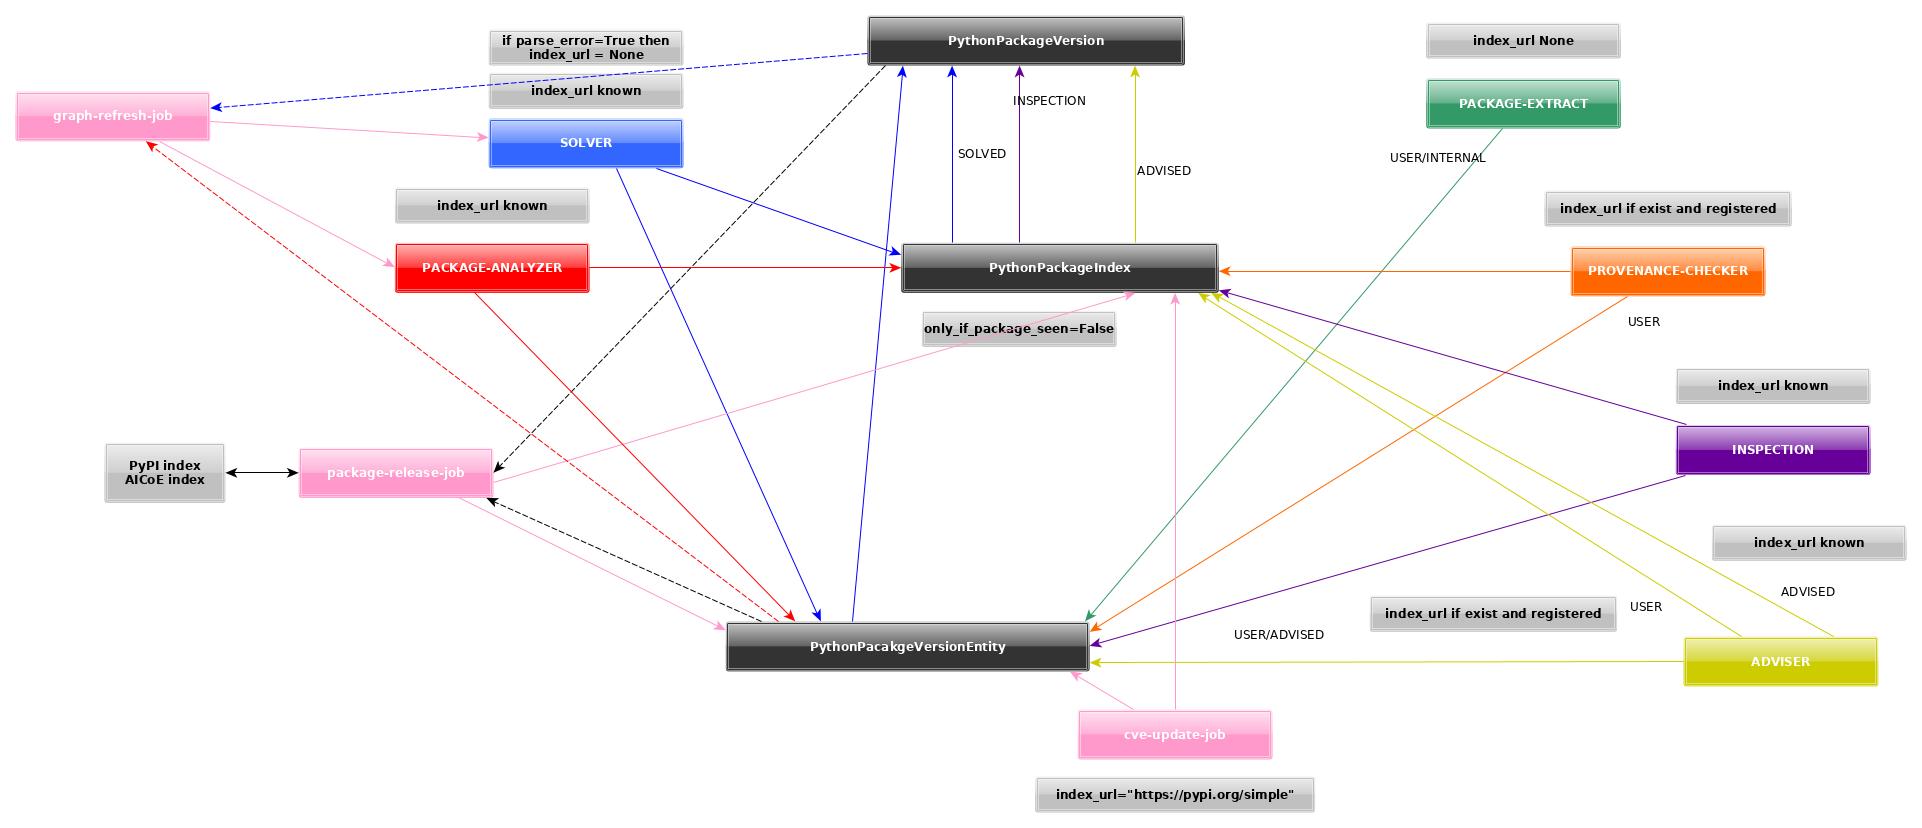 PythonPackageVersion
if parse_error=True then
index_url = None
index_url None
index_url known
PACKAGE-EXTRACT
graph-refresh-job
INSPECTION
SOLVER
SOLVED
USER/INTERNAL
ADVISED
index_url known
index_url if exist and registered
PACKAGE-ANALYZER
PythonPackageIndex
PROVENANCE-CHECKER
only_if_package_seen=False
USER
index_url known
INSPECTION
PyPI index
AICoE index
package-release-job
index_url known
ADVISED
index_url if exist and registered
USER
USER/ADVISED
PythonPacakgeVersionEntity
ADVISER
cve-update-job
index_url="https://pypi.org/simple"